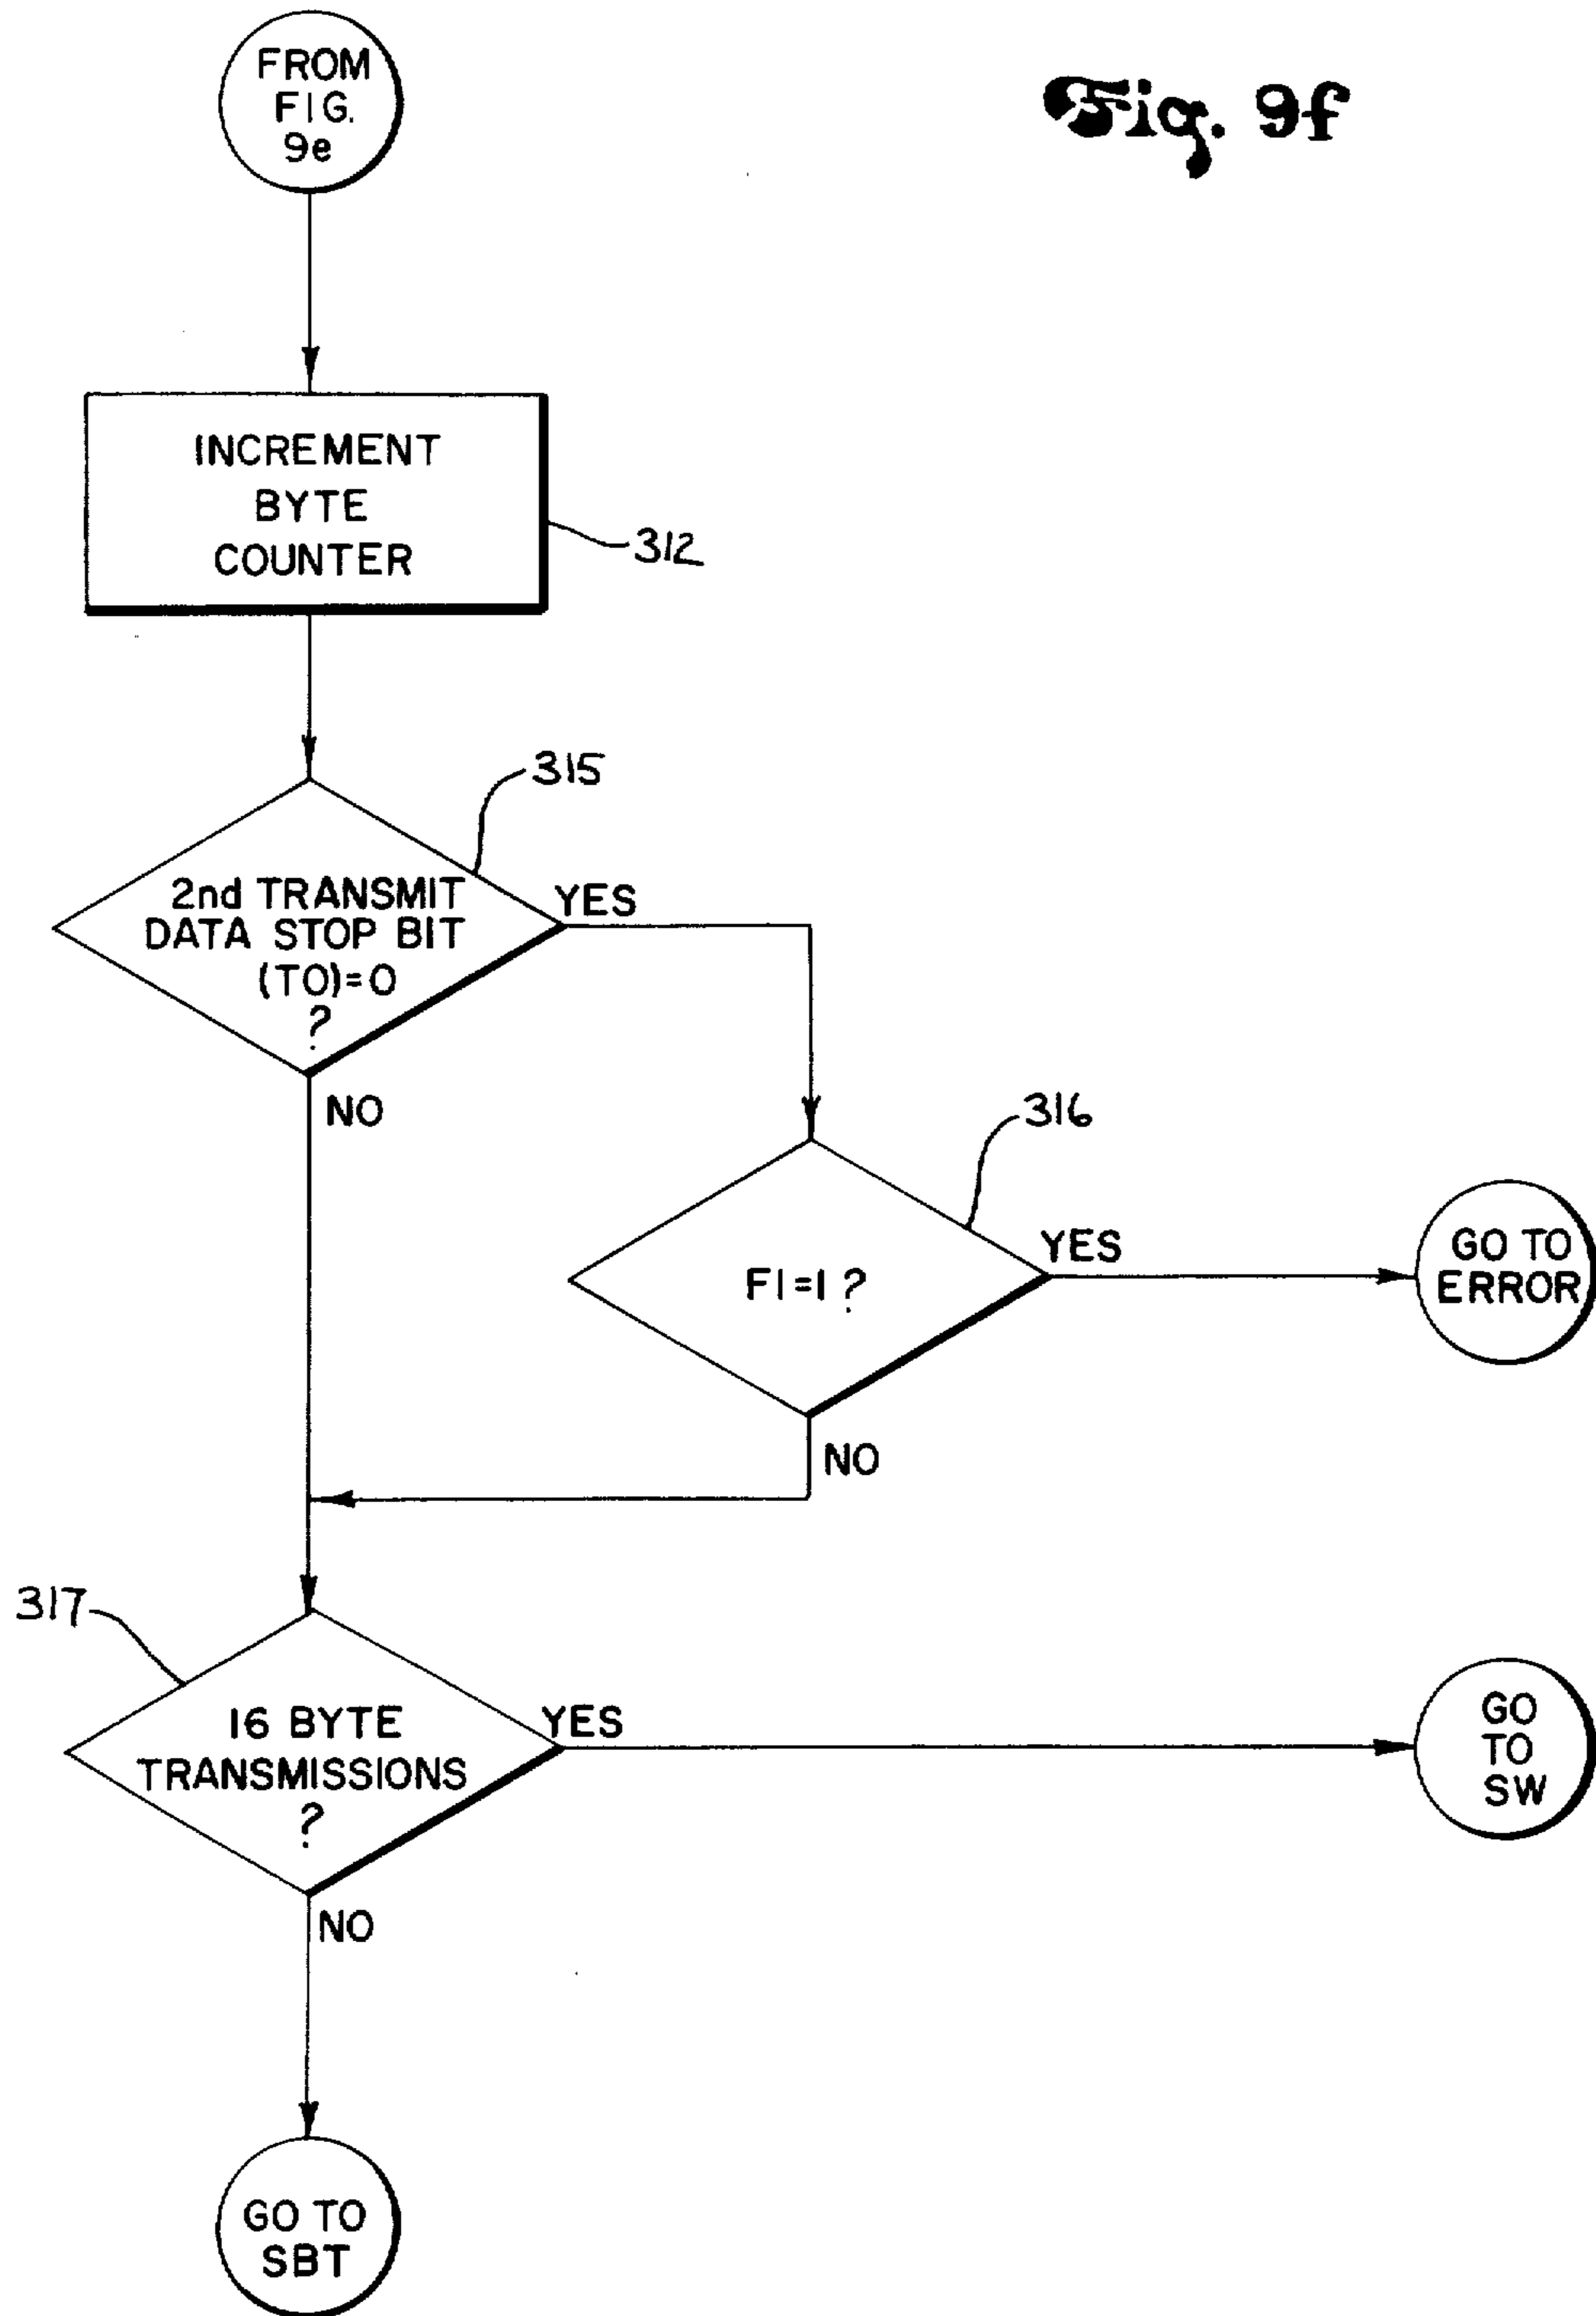 FROM
FIG.
9e
Fig. 9f
INCREMENT
BYTE
COUNTER
312
315
2nd TRANSMIT
DATA STOP BIT
(TO)=0
?
YES
NO
316
F1=1 ?
YES
GO TO
ERROR
NO
317
16 BYTE
TRANSMISSIONS
?
YES
GO
TO
SW
NO
GO TO
SBT